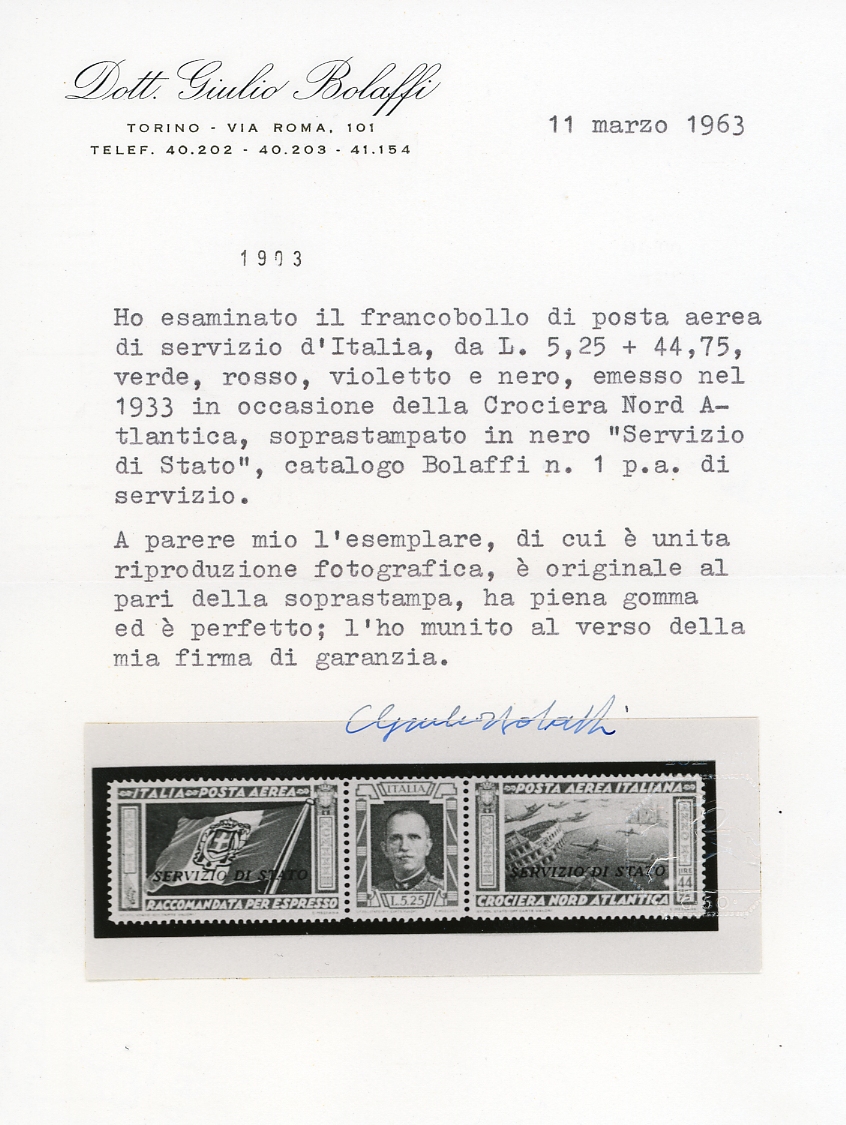 Dott. Giulio Bolaffi
TORINO - VIA ROMA, 101
TELEF. 40.202 - 40.203 - 41.154
11 marzo 1963
1903
Ho esaminato il francobollo di posta aerea
di servizio d'Italia, da L. 5,25 + 44,75,
verde, rosso, violetto e nero, emesso nel
1933 in occasione della Crociera Nord A-
tlantica, soprastampato in nero "Servizio
di Stato", catalogo Bolaffi n. 1 p.a. di
servizio.
A parere mio l'esemplare, di cui è unita
riproduzione fotografica, è originale al
pari della soprastampa, ha piena gomma
ed è perfetto; l'ho munito al verso della
mia firma di garanzia.
Giulio Bolaffi
ITALIA POSTA AEREA
SERVIZIO DI STATO
RACCOMANDATA PER ESPRESSO
ITALIA
L. 5.25
POSTA AEREA ITALIANA
SERVIZIO DI STATO
LIRE 44
CROCIERA NORD ATLANTICA